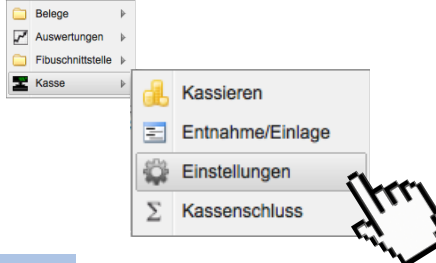 Belege
Auswertungen
Fibuschnittstelle
Kasse
Kassieren
Entnahme/Einlage
Einstellungen
Kassenschluss